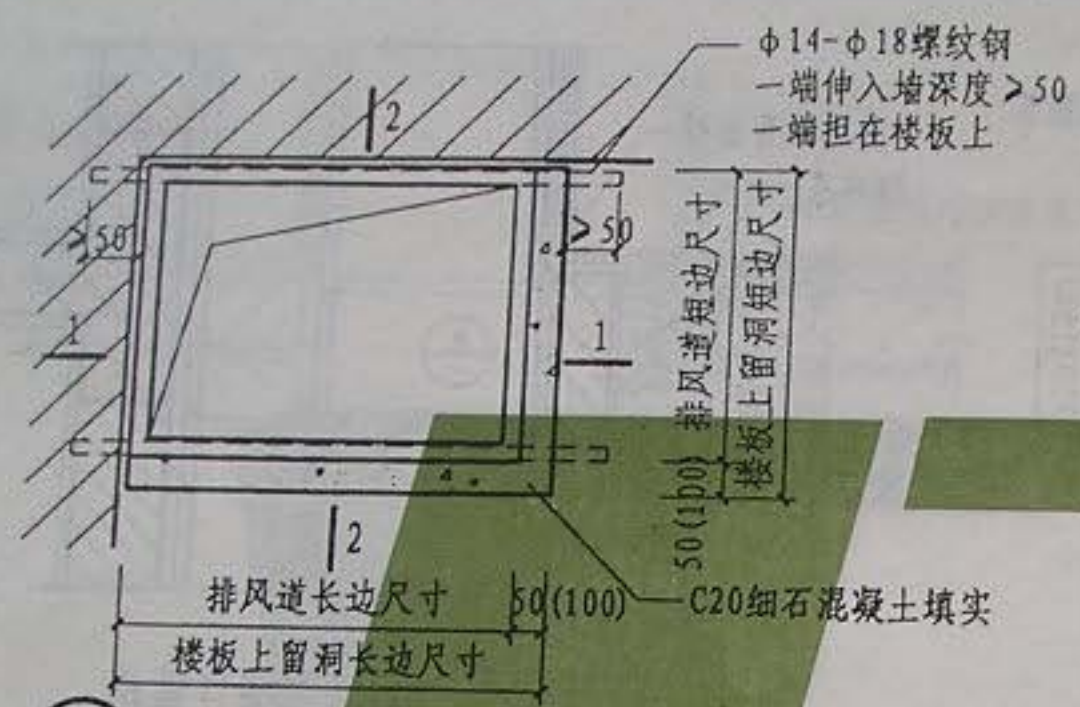 φ14-φ18螺纹钢
一端伸入墙深度≥50
一端担在楼板上
2
≥50
≥50
1
1
排风道短边尺寸
50(100)
楼板上留洞短边尺寸
2
排风道长边尺寸
50(100)
C20细石混凝土填实
楼板上留洞长边尺寸